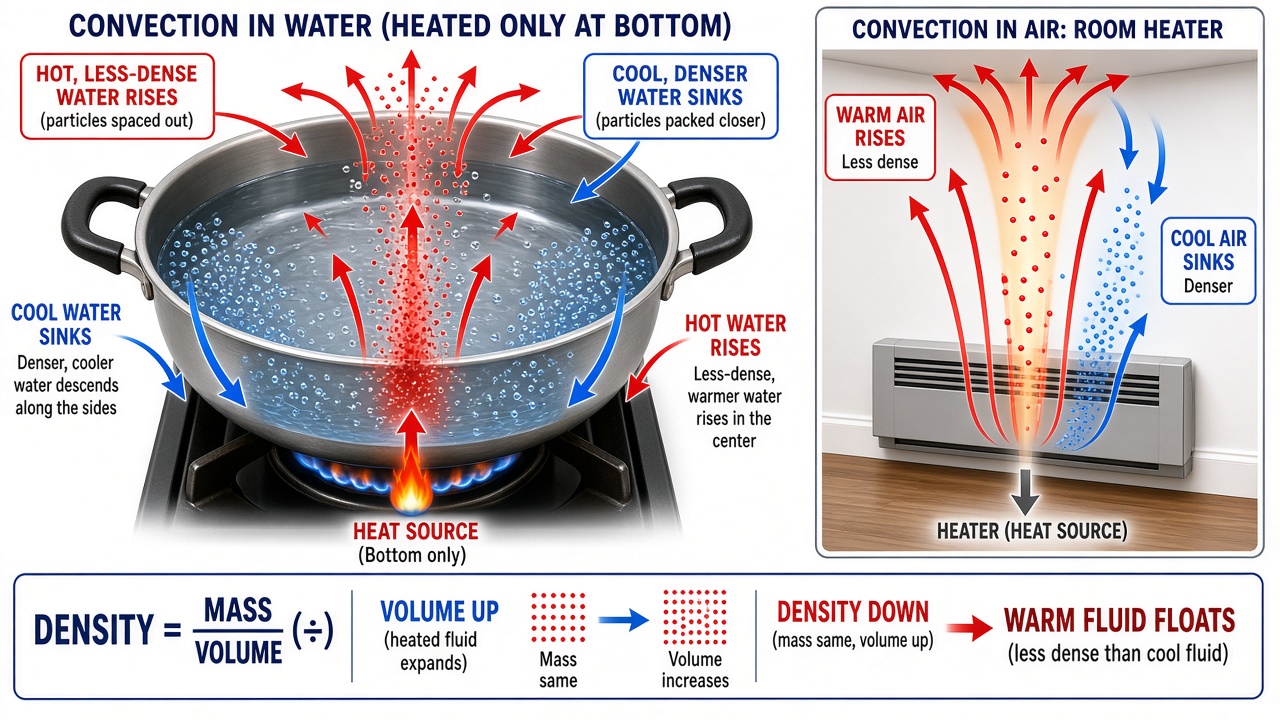 CONVECTION IN WATER (HEATED ONLY AT BOTTOM)
HOT, LESS-DENSE
WATER RISES
(particles spaced out)
COOL, DENSER
WATER SINKS
(particles packed closer)
COOL WATER
SINKS
Denser, cooler
water descends
along the sides
HOT WATER
RISES
Less-dense,
warmer water
rises in the
center
HEAT SOURCE
(Bottom only)
CONVECTION IN AIR: ROOM HEATER
WARM AIR
RISES
Less dense
COOL AIR
SINKS
Denser
HEATER (HEAT SOURCE)
DENSITY = MASS
VOLUME (÷)
VOLUME UP
(heated fluid
expands)
Mass
same
Volume
increases
DENSITY DOWN
(mass same, volume up)
WARM FLUID FLOATS
(less dense than cool fluid)